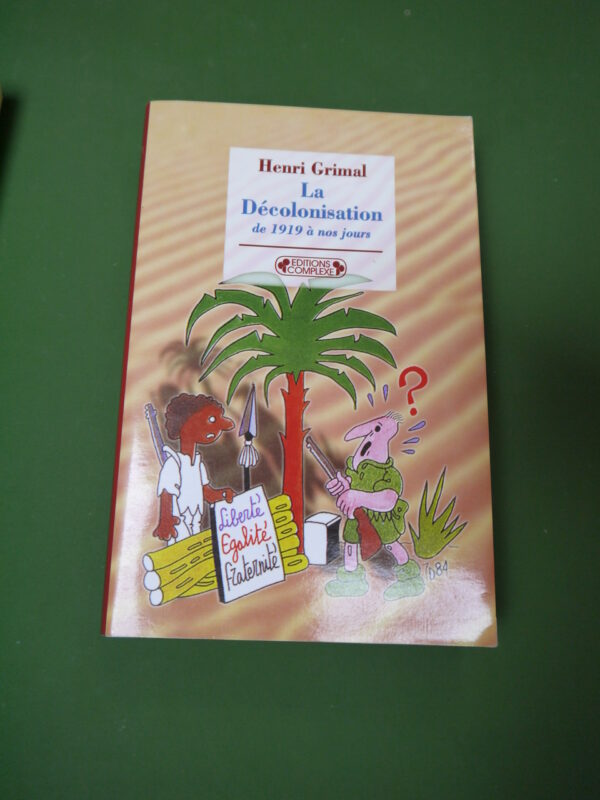 Henri Grimal
La
Décolonisation
de 1919 à nos jours
EDITIONS
COMPLEXE
?
Liberté
Egalité
fraternité